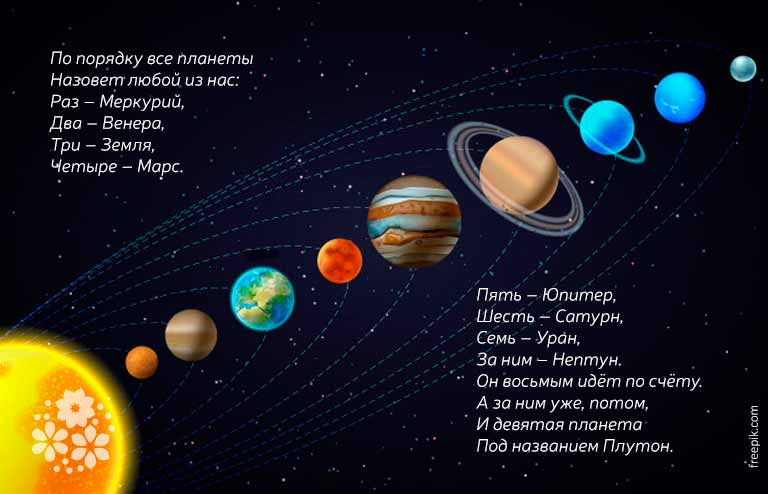 По порядку все планеты
Назовет любой из нас:
Раз – Меркурий,
Два – Венера,
Три – Земля,
Четыре – Марс.
Пять – Юпитер,
Шесть – Сатурн,
Семь – Уран,
За ним – Нептун.
Он восьмым идёт по счёту.
А за ним уже, потом,
И девятая планета
Под названием Плутон.
freepik.com